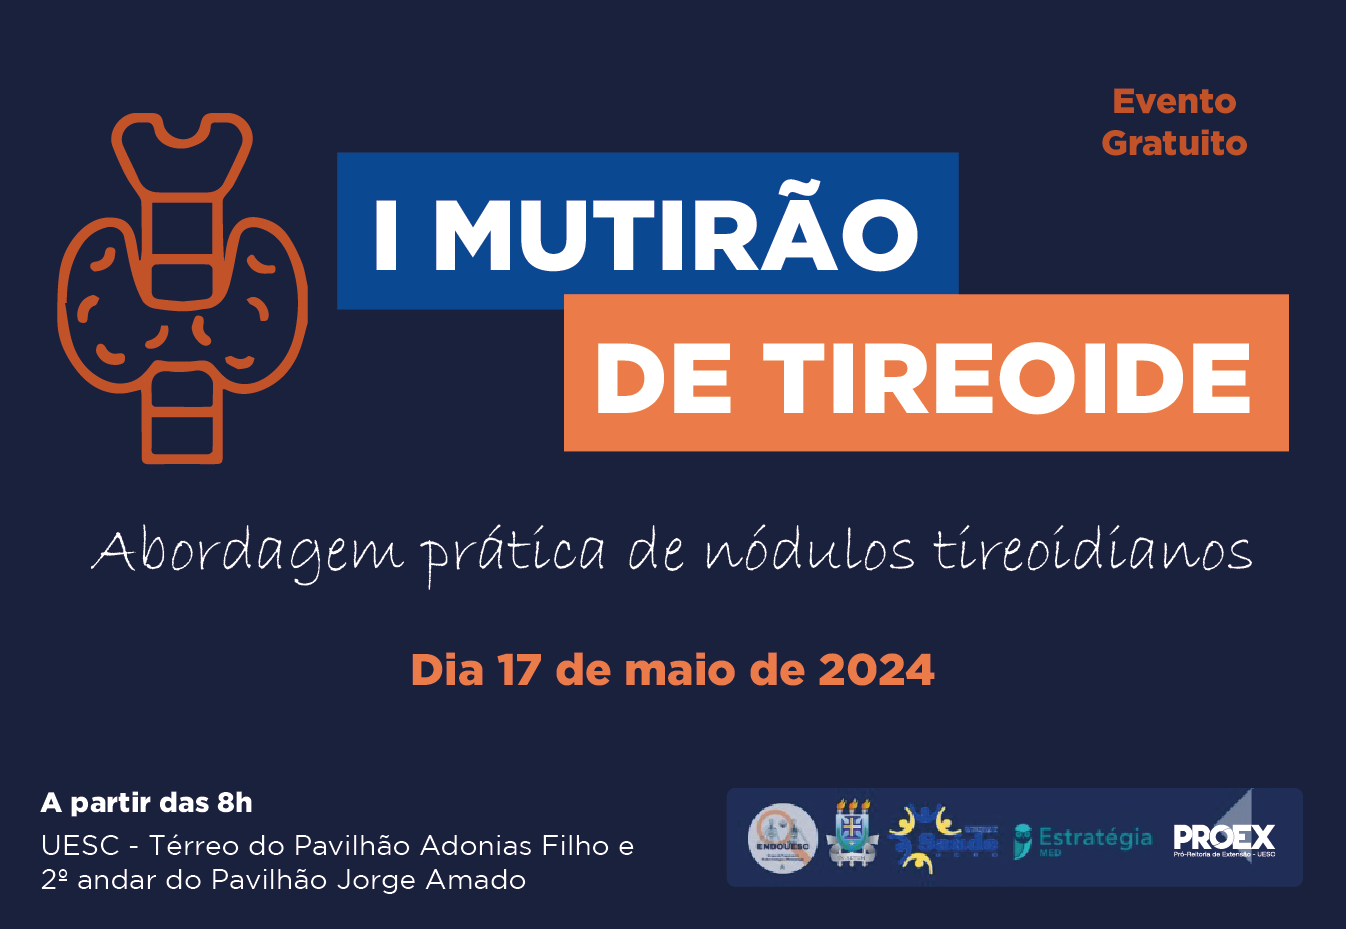 Evento
Gratuito
I MUTIRÃO
DE TIREOIDE
Abordagem prática de nódulos tireoidianos
Dia 17 de maio de 2024
A partir das 8h
UESC - Térreo do Pavilhão Adonias Filho e
2º andar do Pavilhão Jorge Amado
ENDOUESC
Saúde
Estratégia
MED
PROEX
Pró-Reitoria de Extensão - UESC